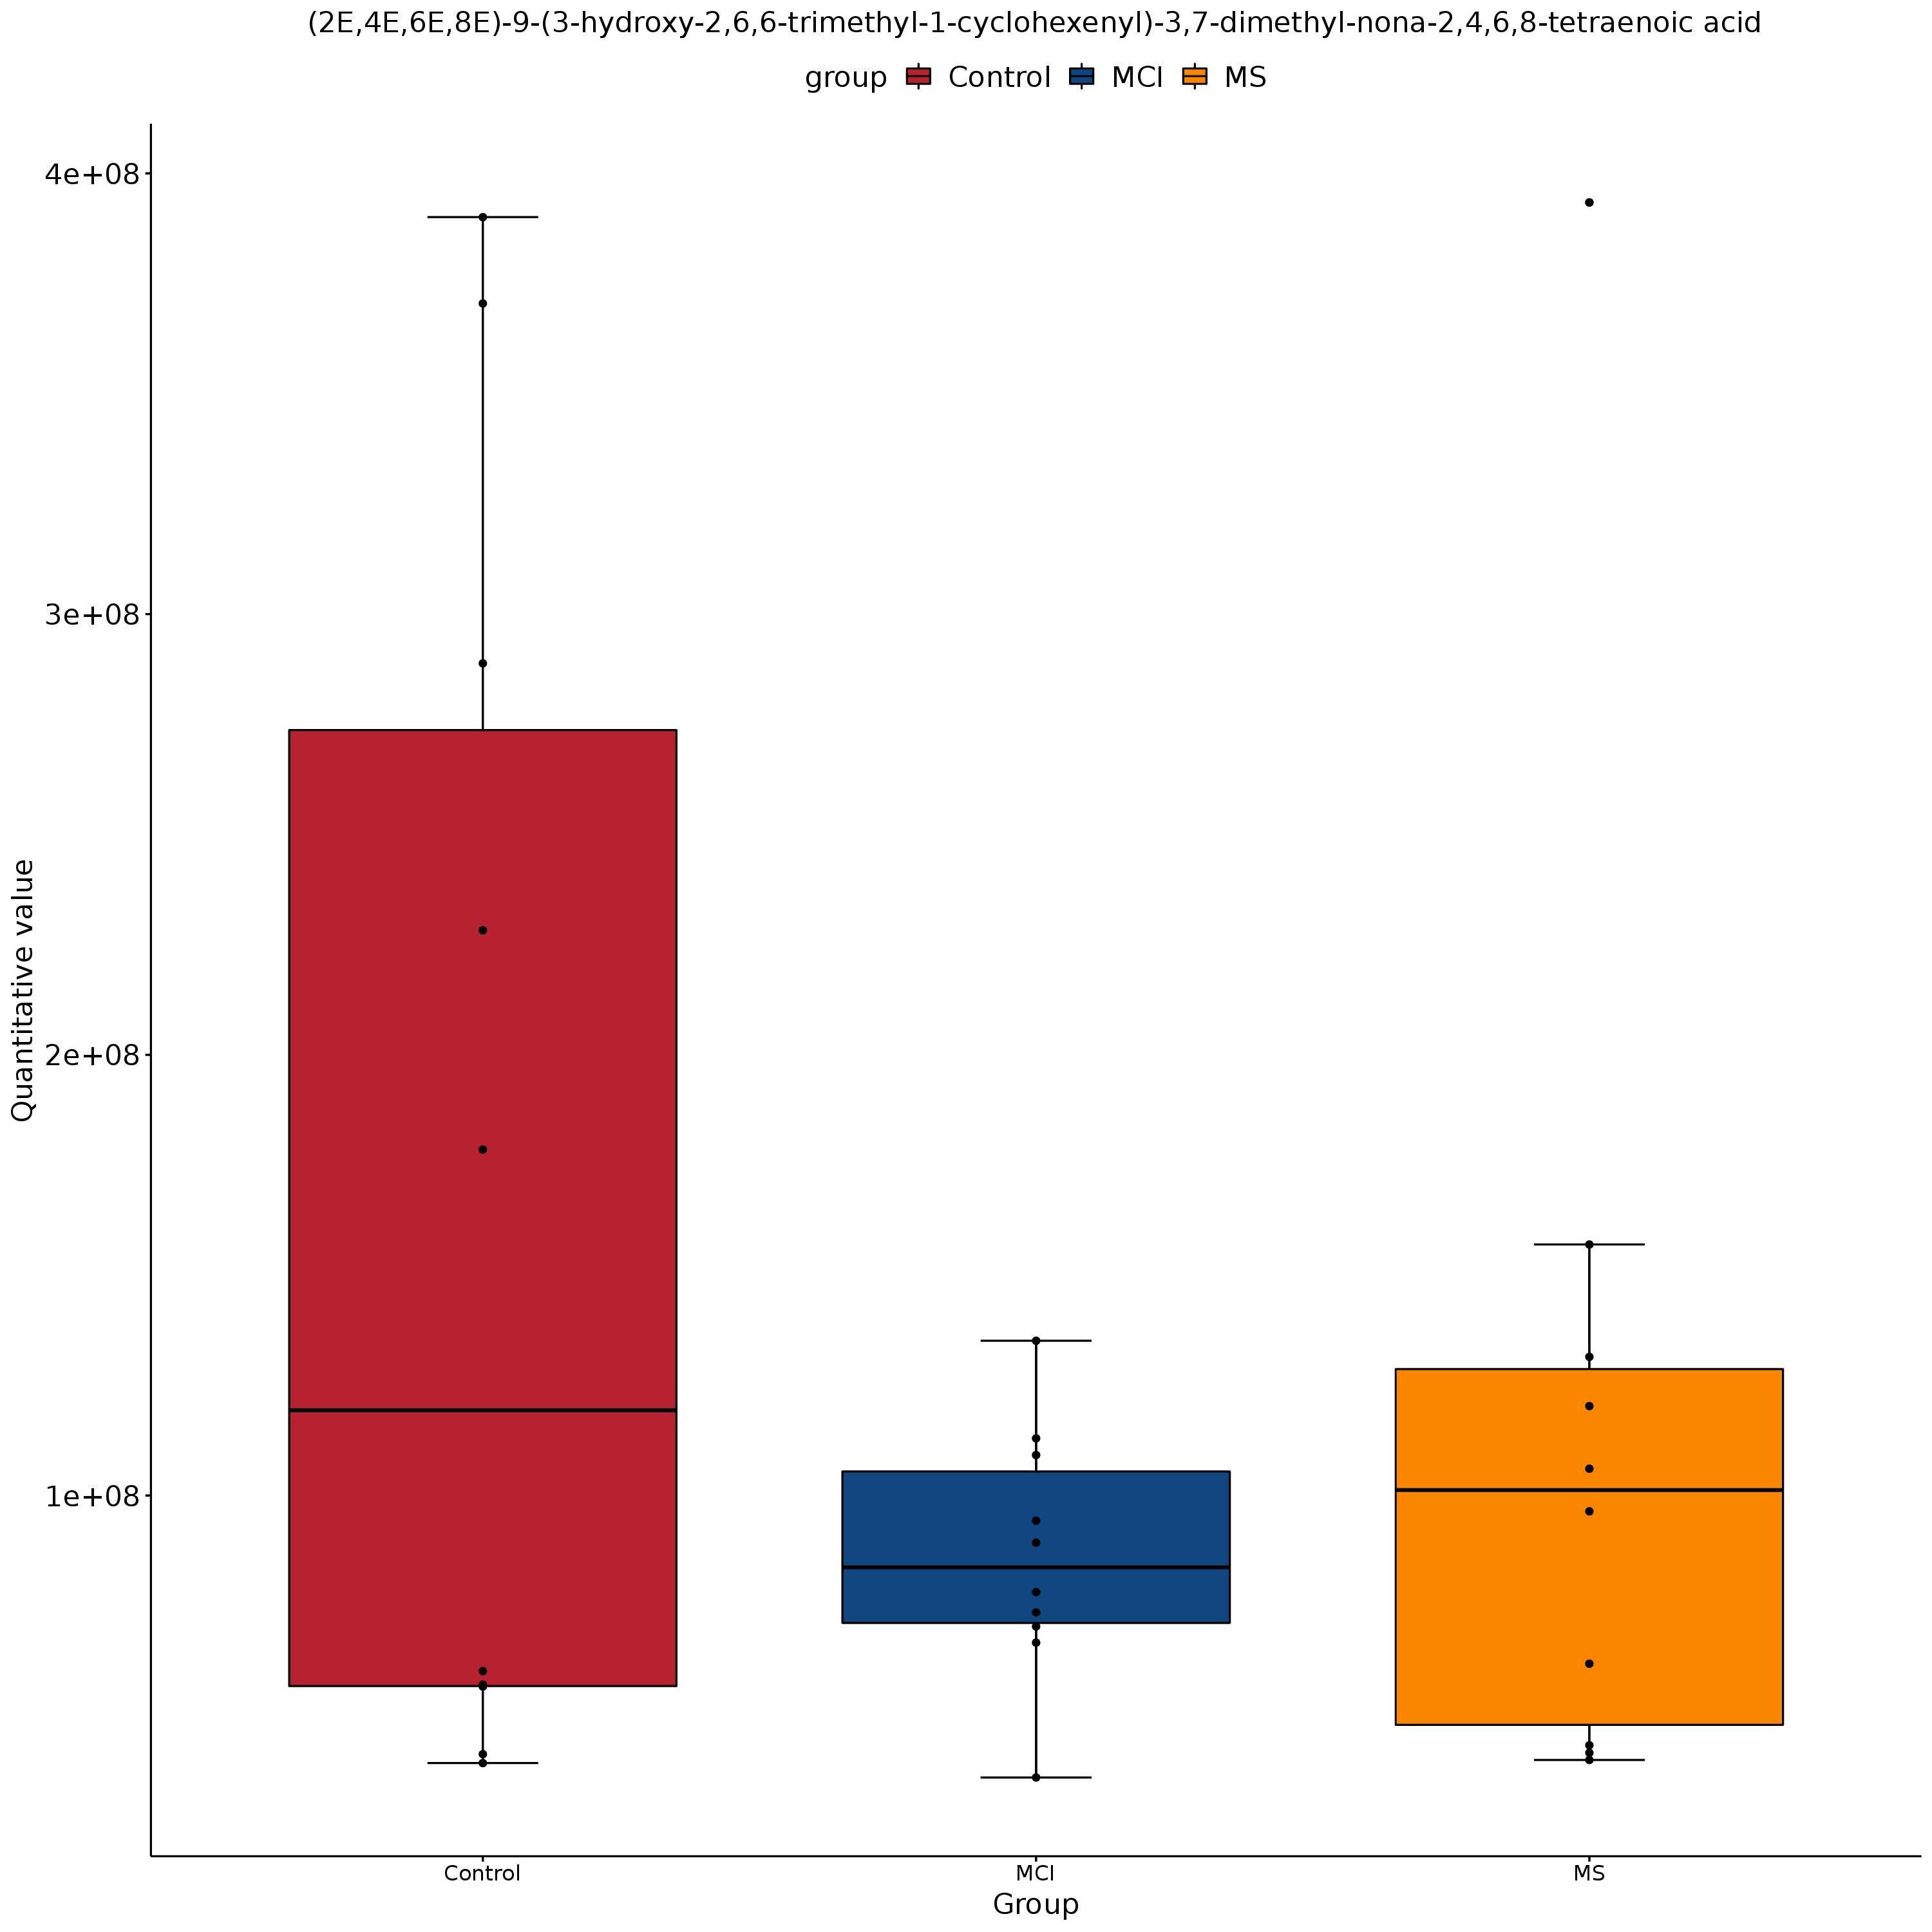 (2E,4E,6E,8E)-9-(3-hydroxy-2,6,6-trimethyl-1-cyclohexenyl)-3,7-dimethyl-nona-2,4,6,8-tetraenoic acid
group Control MCI MS
4e+08
3e+08
2e+08
1e+08
Quantitative value
Control MCI MS
Group